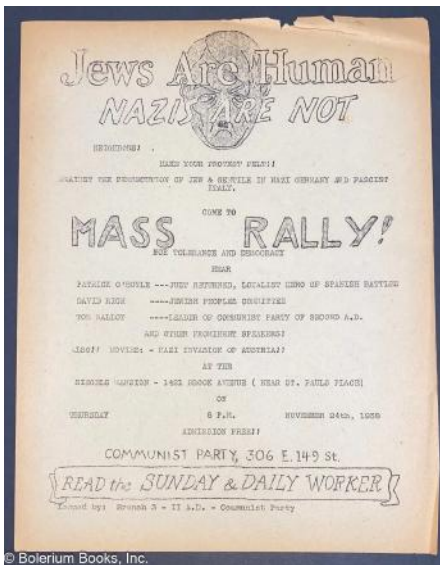 Jews Are Human
NAZIS ARE NOT
NEIGHBORS!
MAKE YOUR PROTEST HELP!!
AGAINST THE PERSECUTION OF JEW & GENTILE IN NAZI GERMANY AND FASCIST
ITALY.
COME TO
MASS RALLY!
FOR TOLERANCE AND DEMOCRACY
HEAR
PATRICK O'BOYLE ---JUST RETURNED, LOYALIST HERO OF SPANISH BATTLES
DAVID RICH ----JEWISH PEOPLES COMMITTEE
TOM MALLOY ----LEADER OF COMMUNIST PARTY OF SECOND A.D.
AND OTHER PROMINENT SPEAKERS!
ALSO!! MOVIES: - NAZI INVASION OF AUSTRIA!!
AT THE
MANSION - 1481 BROOK AVENUE ( NEAR ST. PAULS PLACE)
ON
THURSDAY 8 P.M. NOVEMBER 24th, 1938
ADMISSION FREE!!
COMMUNIST PARTY, 306 E. 149 St.
READ the SUNDAY & DAILY WORKER
Issued by: Branch 3 - II A.D. - Communist Party
© Bolerium Books, Inc.